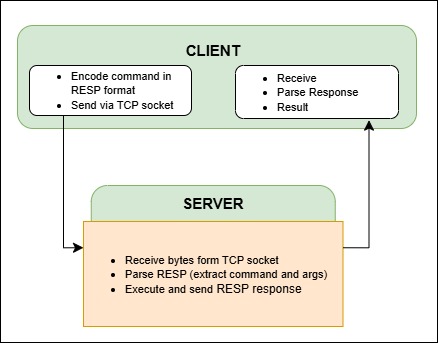 CLIENT
• Encode command in
RESP format
• Send via TCP socket
• Receive
• Parse Response
• Result
SERVER
• Receive bytes form TCP socket
• Parse RESP (extract command and args)
• Execute and send RESP response